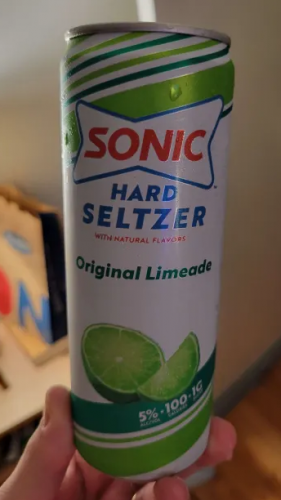 SONIC
HARD
SELTZER
WITH NATURAL FLAVORS
Original Limeade
5% · 100 · 1G
N